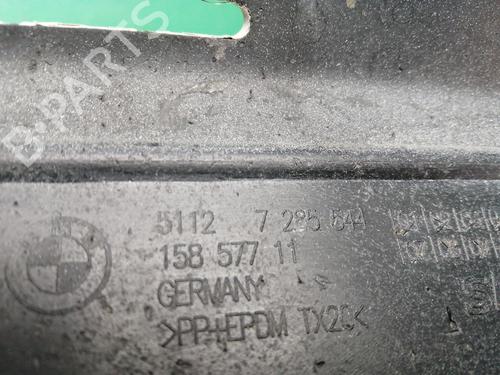 B-PARTS
5112 7 285 644
158 577 11
GERMANY
>PP+EPDM TX20<